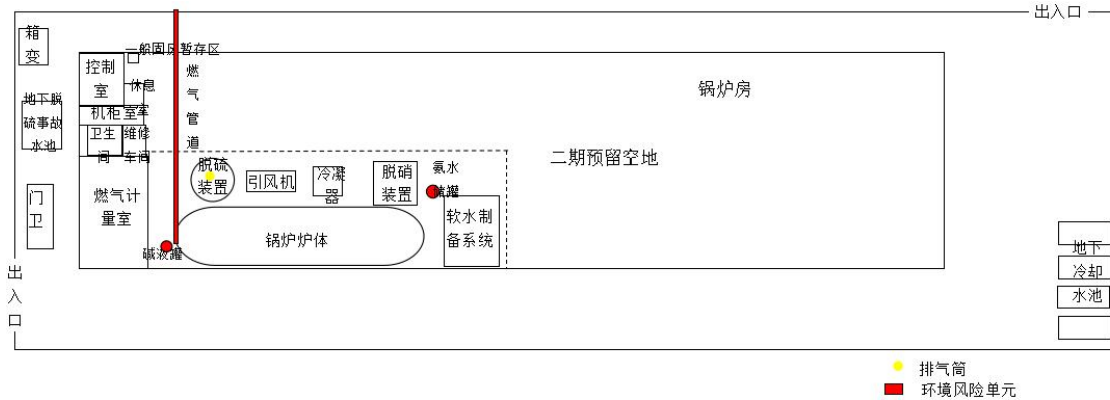 出入口
箱
变
一般固废暂存区
控制
室
休息
室
燃
气
管
道
锅炉房
地下脱
硫事故
水池
机柜室
卫生
间
维修
车间
二期预留空地
脱硫
装置
引风机
冷凝
器
脱硝
装置
氨水
储罐
门
卫
燃气计
量室
软水制
备系统
锅炉炉体
碱液罐
出
入
口
地下
冷却
水池
排气筒
环境风险单元